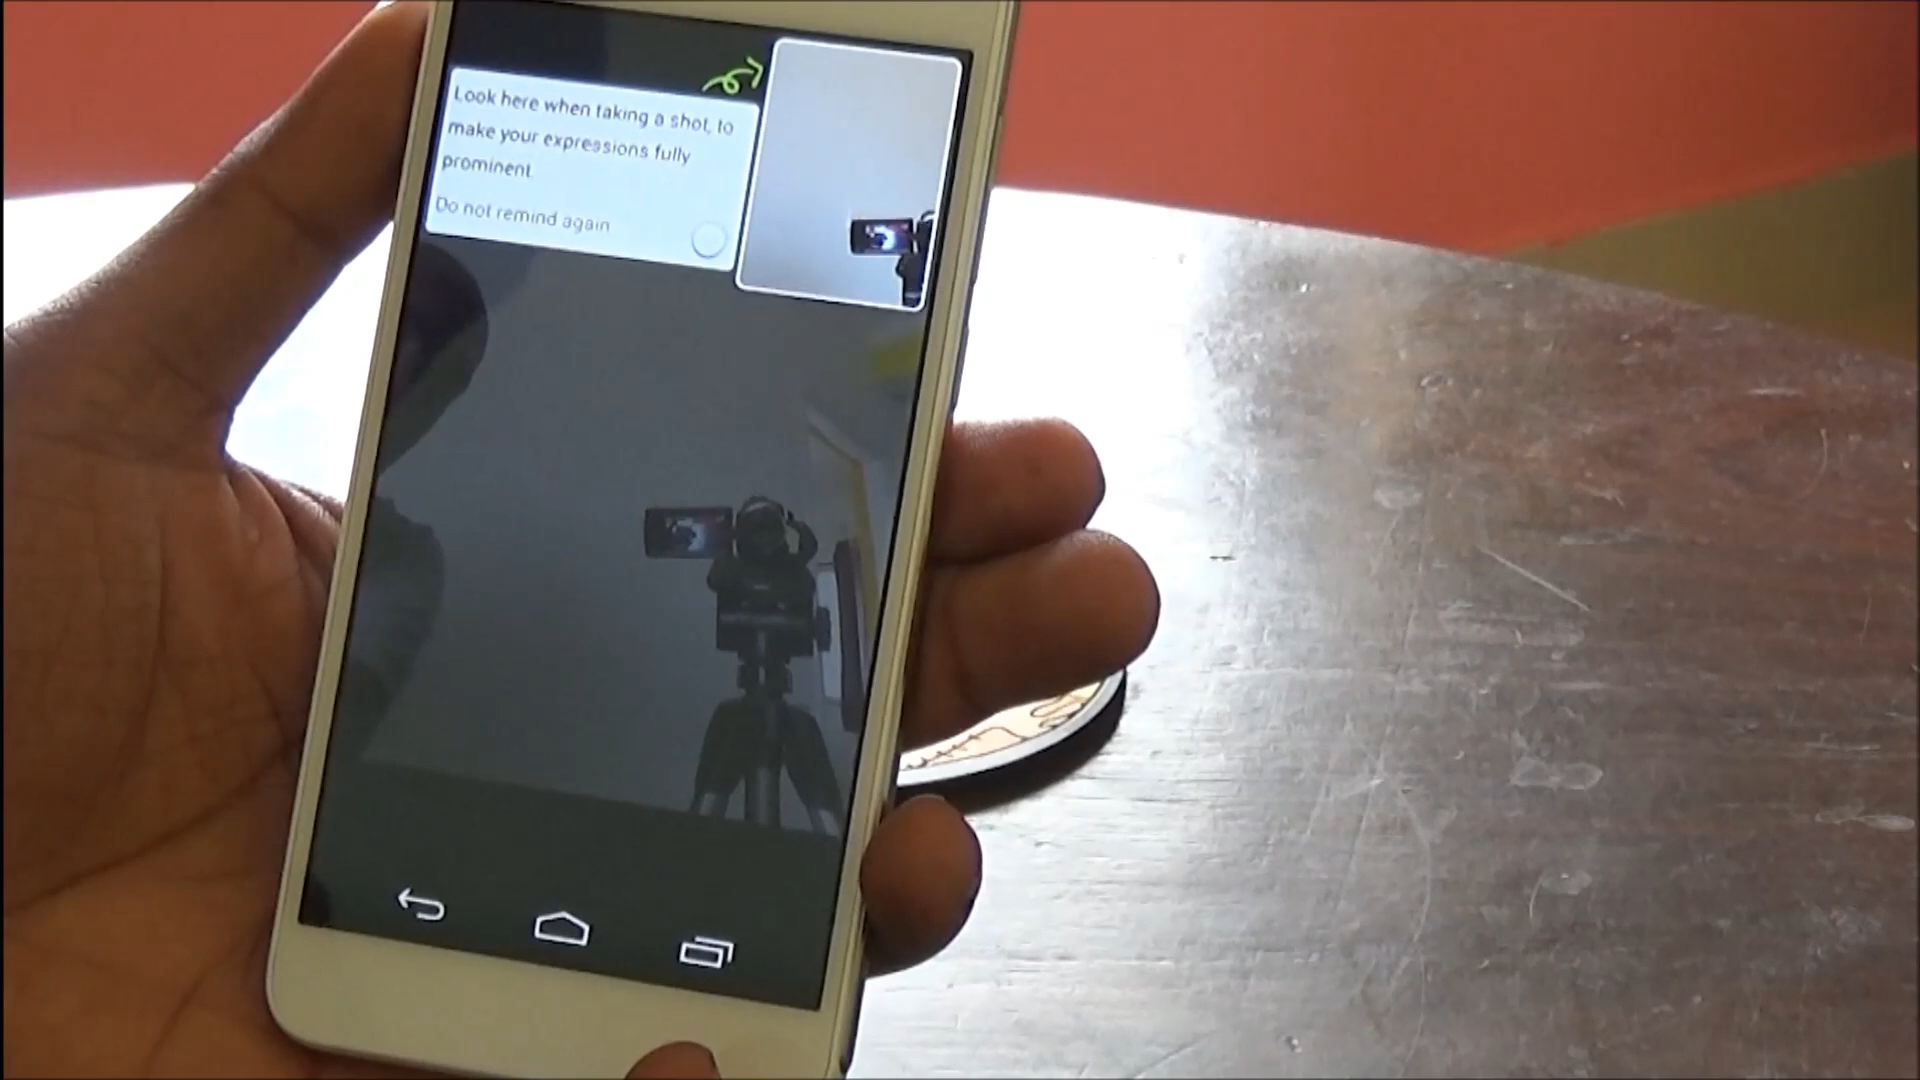 Look here when taking a shot, to
make your expressions fully
prominent.
Do not remind again